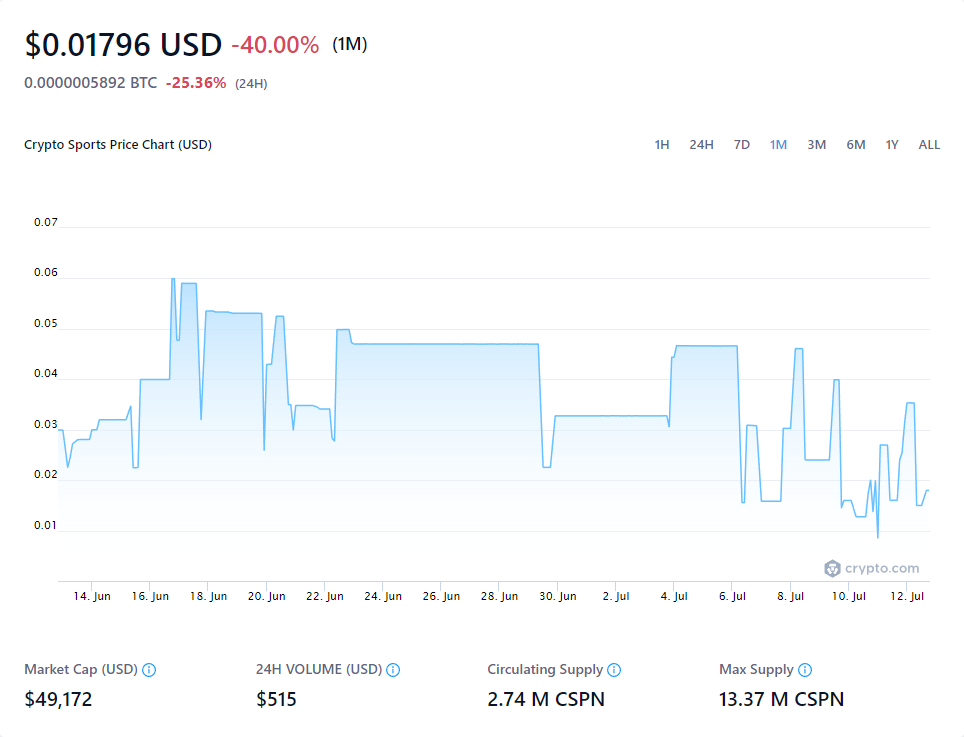 $0.01796 USD -40.00% (1M)
0.0000005892 BTC -25.36% (24H)
Crypto Sports Price Chart (USD) 1H 24H 7D 1M 3M 6M 1Y ALL
0.07
0.06
0.05
0.04
0.03
0.02
0.01
crypto.com
14. Jun 16. Jun 18. Jun 20. Jun 22. Jun 24. Jun 26. Jun 28. Jun 30. Jun 2. Jul 4. Jul 6. Jul 8. Jul 10. Jul 12. Jul
Market Cap (USD) 24H VOLUME (USD) Circulating Supply Max Supply
$49,172 $515 2.74 M CSPN 13.37 M CSPN